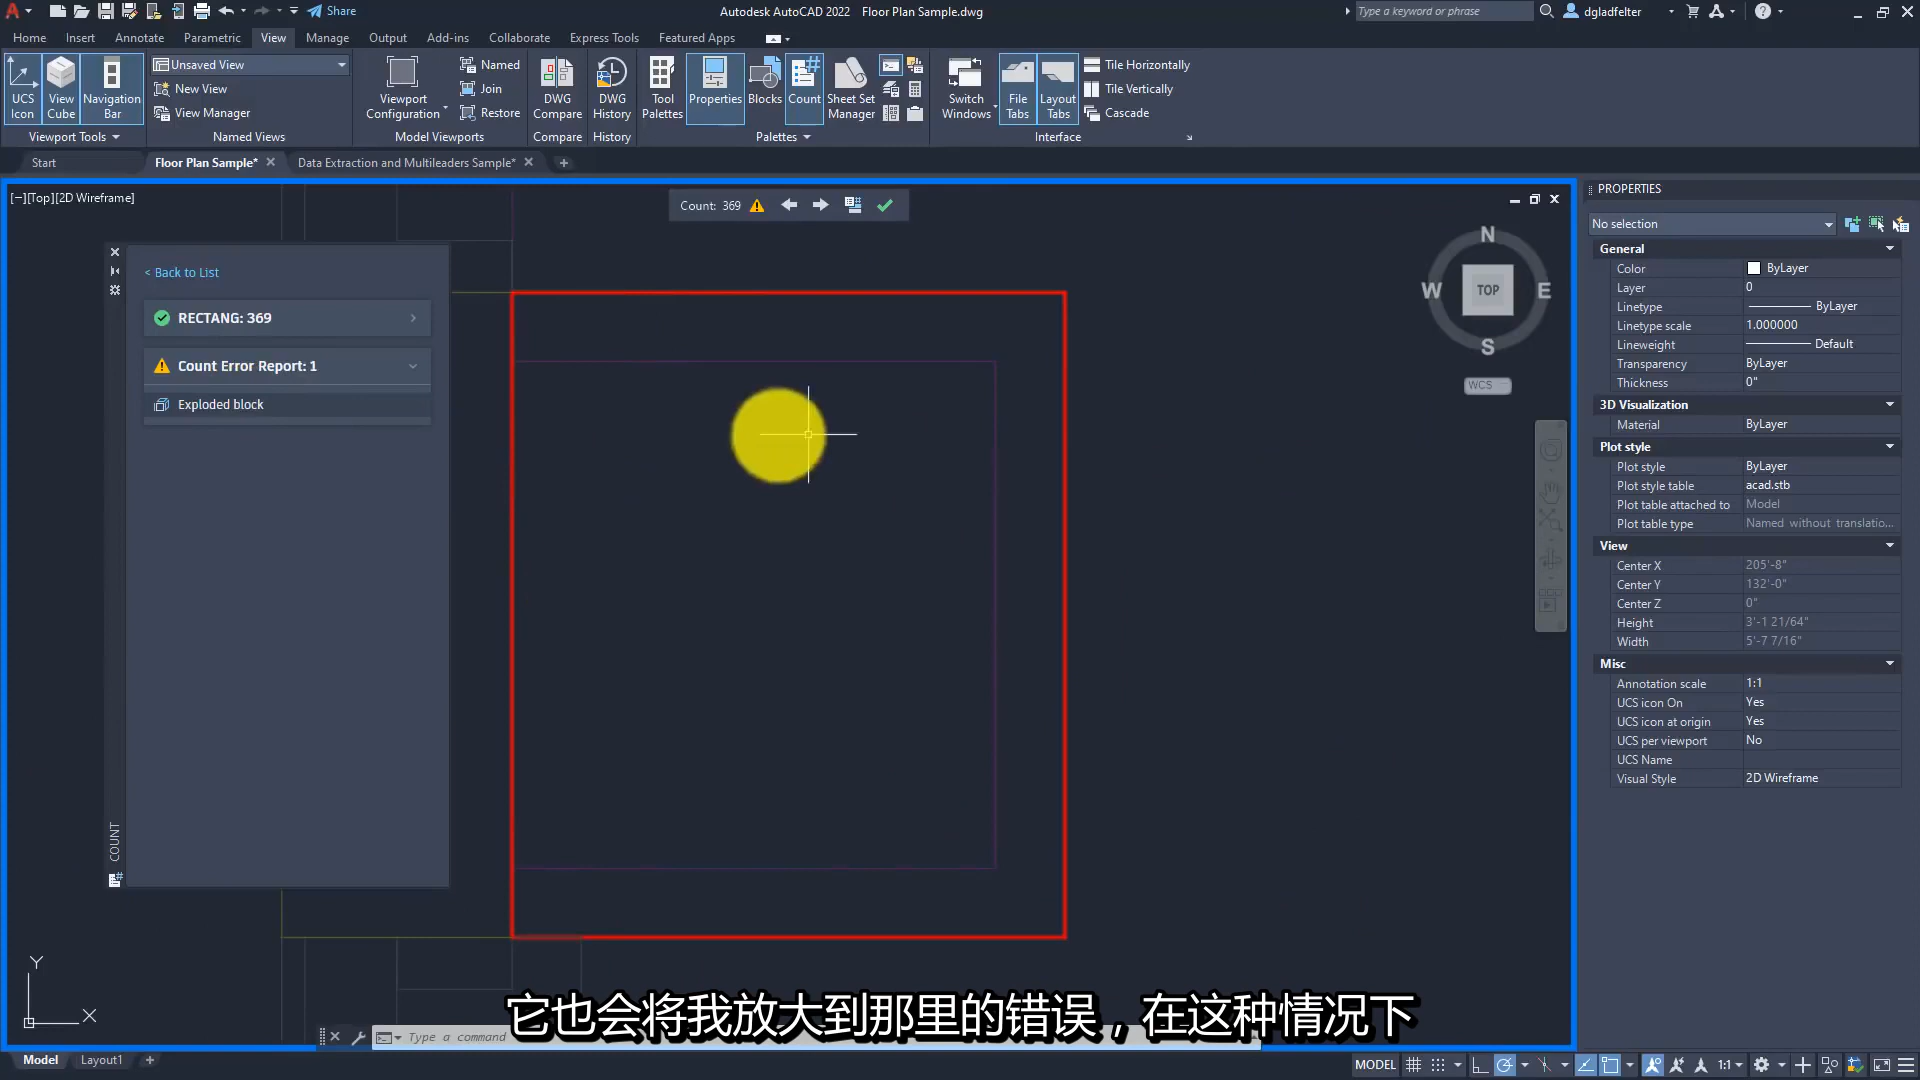 Share
Autodesk AutoCAD 2022 Floor Plan Sample.dwg
Type a keyword or phrase
dgladfelter
Home Insert Annotate Parametric View Manage Output Add-ins Collaborate Express Tools Featured Apps
UCS Icon
View Cube
Navigation Bar
Viewport Tools
Unsaved View
New View
View Manager
Named Views
Viewport Configuration
Named
Join
Restore
Model Viewports
DWG Compare
Compare
DWG History
History
Tool Palettes
Properties
Blocks
Count
Sheet Set Manager
Palettes
Switch Windows
File Tabs
Layout Tabs
Tile Horizontally
Tile Vertically
Cascade
Interface
Start
Floor Plan Sample*
Data Extraction and Multileaders Sample*
[−][Top][2D Wireframe]
Count: 369
< Back to List
RECTANG: 369
Count Error Report: 1
Exploded block
COUNT
N
W TOP E
S
WCS
Y
X
PROPERTIES
No selection
General
Color ByLayer
Layer 0
Linetype ByLayer
Linetype scale 1.000000
Lineweight Default
Transparency ByLayer
Thickness 0"
3D Visualization
Material ByLayer
Plot style
Plot style ByLayer
Plot style table acad.stb
Plot table attached to Model
Plot table type Named without translatio...
View
Center X 205'-8"
Center Y 132'-0"
Center Z 0"
Height 3'-1 21/64"
Width 5'-7 7/16"
Misc
Annotation scale 1:1
UCS icon On Yes
UCS icon at origin Yes
UCS per viewport No
UCS Name
Visual Style 2D Wireframe
它也会将我放大到那里的错误，在这种情况下
Type a command
Model Layout1
MODEL
1:1